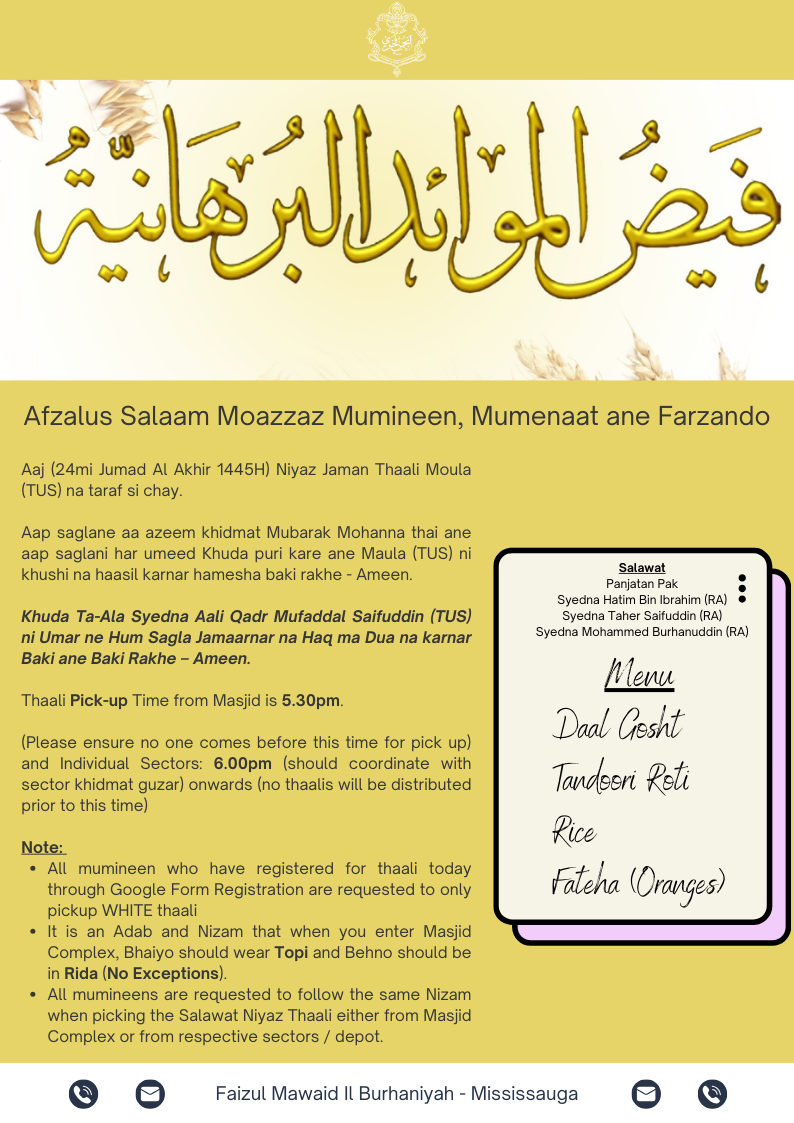 فيض الموائد البرهانية
Afzalus Salaam Moazzaz Mumineen, Mumenaat ane Farzando
Aaj (24mi Jumad Al Akhir 1445H) Niyaz Jaman Thaali Moula
(TUS) na taraf si chay.
Aap saglane aa azeem khidmat Mubarak Mohanna thai ane
aap saglani har umeed Khuda puri kare ane Maula (TUS) ni
khushi na haasil karnar hamesha baki rakhe - Ameen.
Khuda Ta-Ala Syedna Aali Qadr Mufaddal Saifuddin (TUS)
ni Umar ne Hum Sagla Jamaarnar na Haq ma Dua na karnar
Baki ane Baki Rakhe – Ameen.
Thaali Pick-up Time from Masjid is 5.30pm.
(Please ensure no one comes before this time for pick up)
and Individual Sectors: 6.00pm (should coordinate with
sector khidmat guzar) onwards (no thaalis will be distributed
prior to this time)
Note:
• All mumineen who have registered for thaali today
through Google Form Registration are requested to only
pickup WHITE thaali
• It is an Adab and Nizam that when you enter Masjid
Complex, Bhaiyo should wear Topi and Behno should be
in Rida (No Exceptions).
• All mumineens are requested to follow the same Nizam
when picking the Salawat Niyaz Thaali either from Masjid
Complex or from respective sectors / depot.
Salawat
Panjatan Pak
Syedna Hatim Bin Ibrahim (RA)
Syedna Taher Saifuddin (RA)
Syedna Mohammed Burhanuddin (RA)
Menu
Daal Gosht
Tandoori Roti
Rice
Fateha (Oranges)
Faizul Mawaid Il Burhaniyah - Mississauga